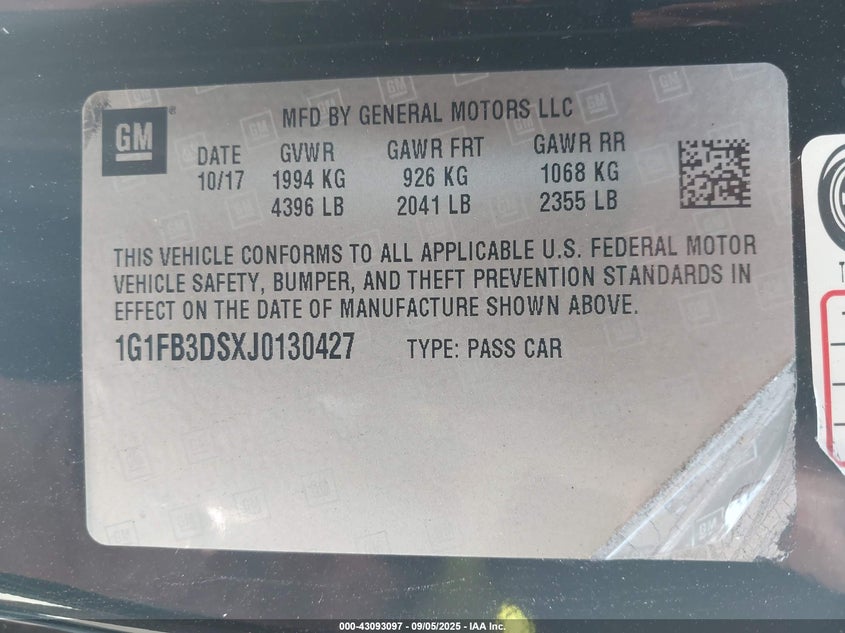 GM
MFD BY GENERAL MOTORS LLC
DATE GVWR GAWR FRT GAWR RR
10/17 1994 KG 926 KG 1068 KG
4396 LB 2041 LB 2355 LB
THIS VEHICLE CONFORMS TO ALL APPLICABLE U.S. FEDERAL MOTOR
VEHICLE SAFETY, BUMPER, AND THEFT PREVENTION STANDARDS IN
EFFECT ON THE DATE OF MANUFACTURE SHOWN ABOVE.
1G1FB3DSXJ0130427 TYPE: PASS CAR
000-43093097 - 09/05/2025 - IAA Inc.